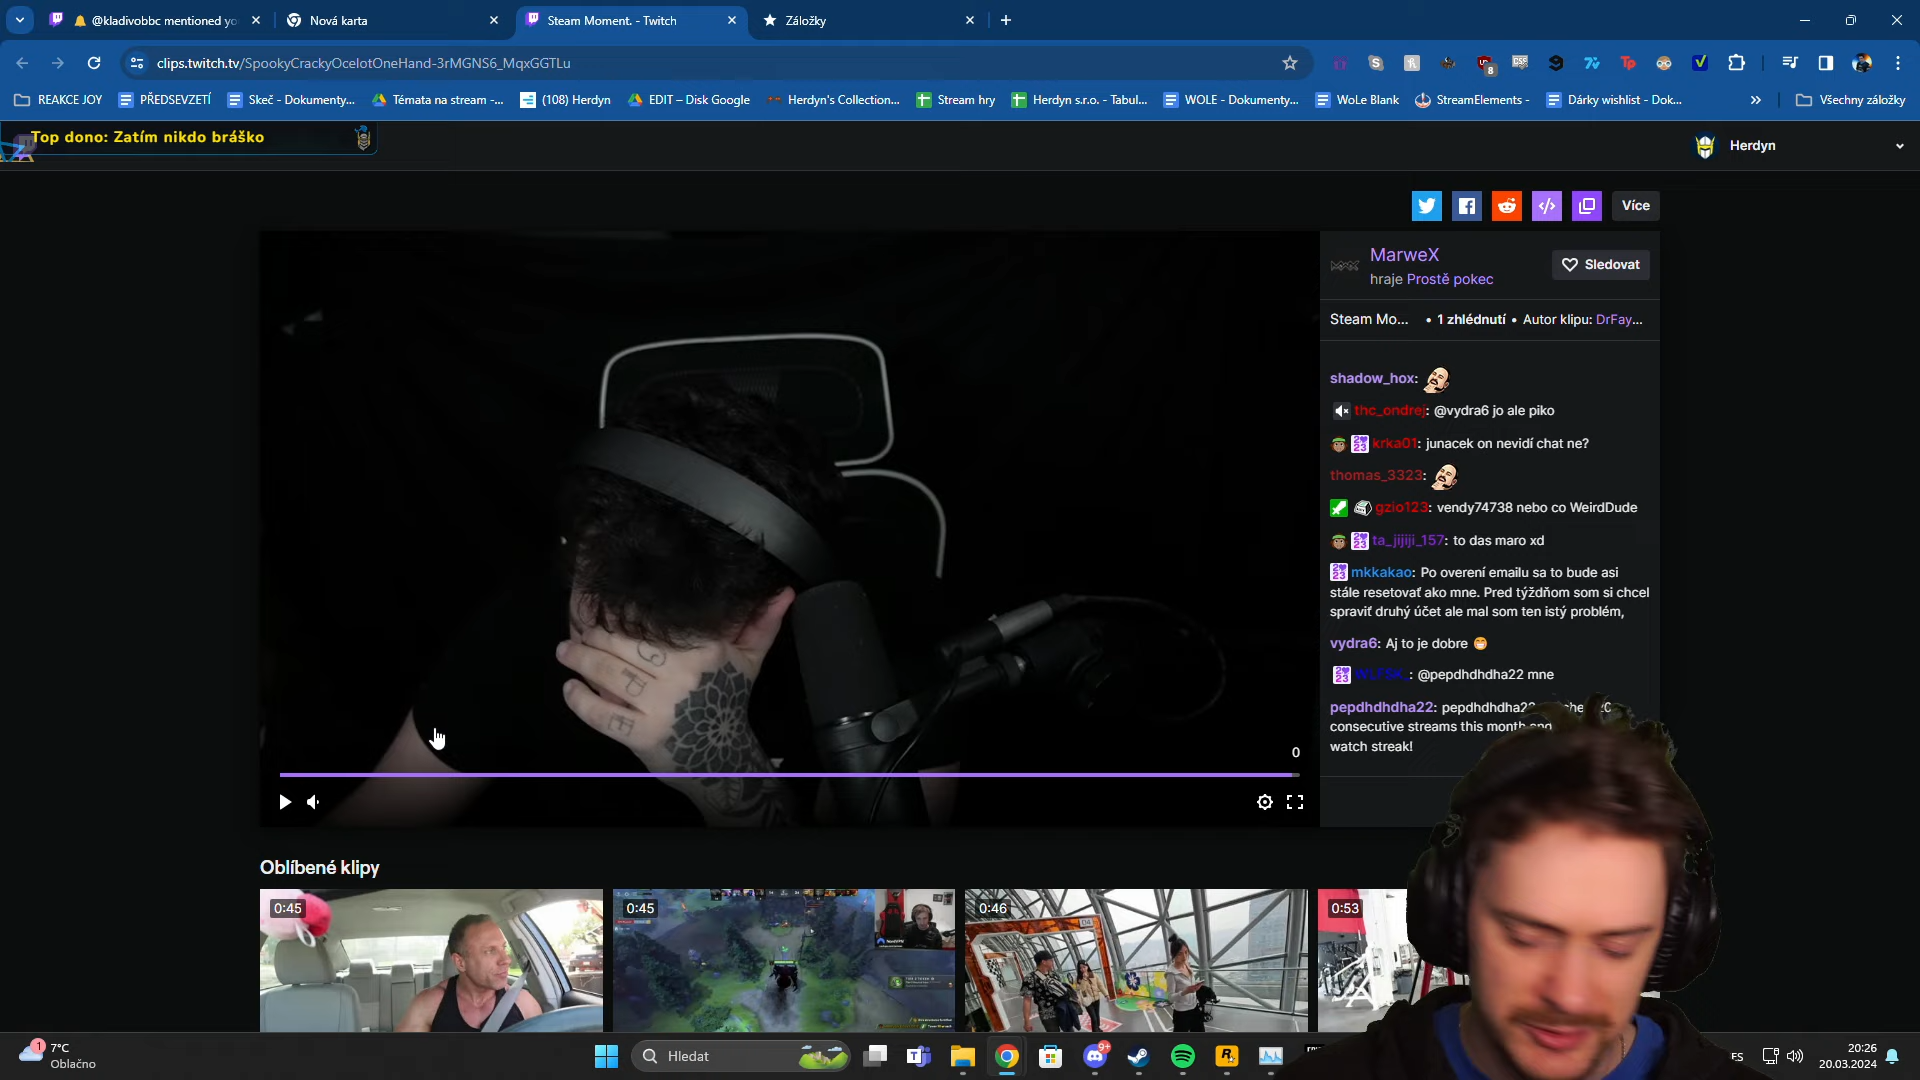 @kladivobbc mentioned yo
Nová karta
Steam Moment. - Twitch
Záložky
clips.twitch.tv/SpookyCrackyOcelotOneHand-3rMGNS6_MqxGGTLu
8
REAKCE JOY
PŘEDSEVZETÍ
Skeč - Dokumenty...
Témata na stream -...
(108) Herdyn
EDIT – Disk Google
Herdyn's Collection...
Stream hry
Herdyn s.r.o. - Tabul...
WOLE - Dokumenty...
WoLe Blank
StreamElements -
Dárky wishlist - Dok...
»
Všechny záložky
Top dono: Zatím nikdo bráško
Herdyn
Více
MarweX
hraje Prostě pokec
Sledovat
Steam Mo... • 1 zhlédnutí • Autor klipu: DrFay...
shadow_hox:
thc_ondrej: @vydra6 jo ale piko
krka01: junacek on nevidí chat ne?
thomas_3323:
gzio123: vendy74738 nebo co WeirdDude
ta_jijiji_157: to das maro xd
mkkakao: Po overení emailu sa to bude asi
stále resetovať ako mne. Pred týždňom som si chcel
spraviť druhý účet ale mal som ten istý problém,
vydra6: Aj to je dobre
: @pepdhdhdha22 mne
pepdhdhdha22: pepdhdhdha22
consecutive streams this month
watch streak!
0
Oblíbené klipy
0:45
0:45
0:46
0:53
1
7°C
Oblačno
Hledat
9+
20:26
20.03.2024